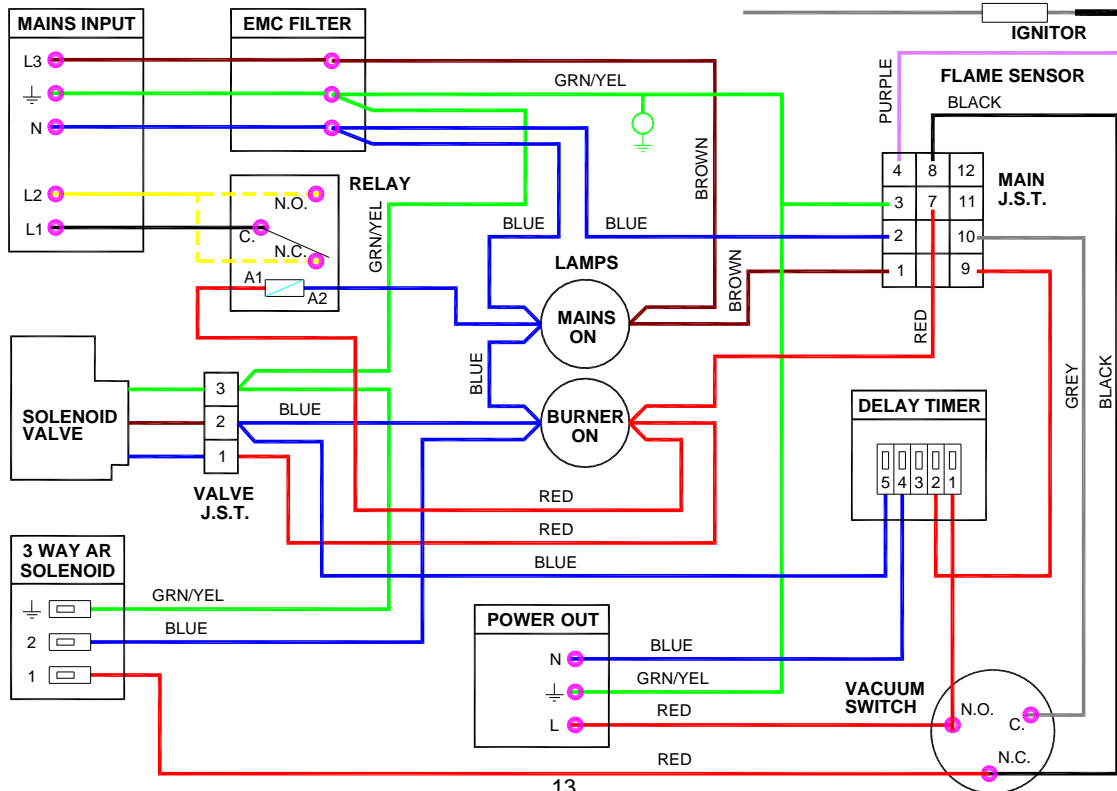 MAINS INPUT
L3
N
L2
L1
EMC FILTER
RELAY
N.O.
C.
N.C.
A1
A2
GRN/YEL
GRN/YEL
BLUE
BLUE
BROWN
BROWN
IGNITOR
PURPLE
FLAME SENSOR
BLACK
4 8 12
3 7 11
2 10
1 9
MAIN
J.S.T.
LAMPS
MAINS
ON
BLUE
BURNER
ON
RED
GREY
BLACK
SOLENOID
VALVE
3
2
1
BLUE
VALVE
J.S.T.
RED
RED
BLUE
DELAY TIMER
5 4 3 2 1
3 WAY AR
SOLENOID
2
1
GRN/YEL
BLUE
POWER OUT
N
L
BLUE
GRN/YEL
RED
VACUUM
SWITCH
N.O.
C.
N.C.
RED
13